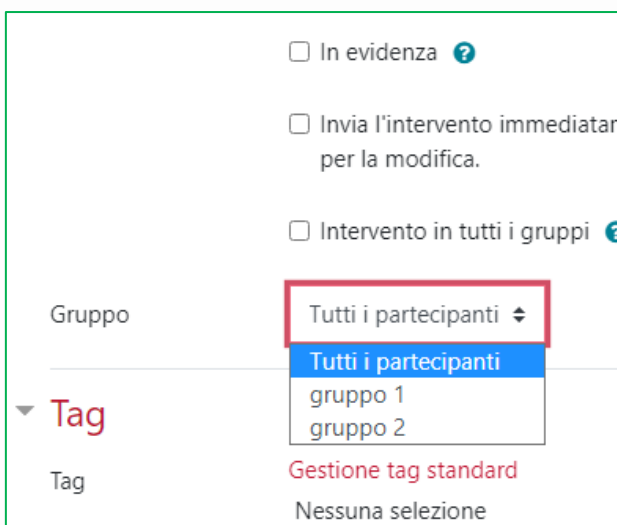 In evidenza
Invia l'intervento
per la modifica.
Intervento in tutti i gruppi
Gruppo
Tutti i partecipanti
Tutti i partecipanti
gruppo 1
gruppo 2
Tag
Tag
Gestione tag standard
Nessuna selezione